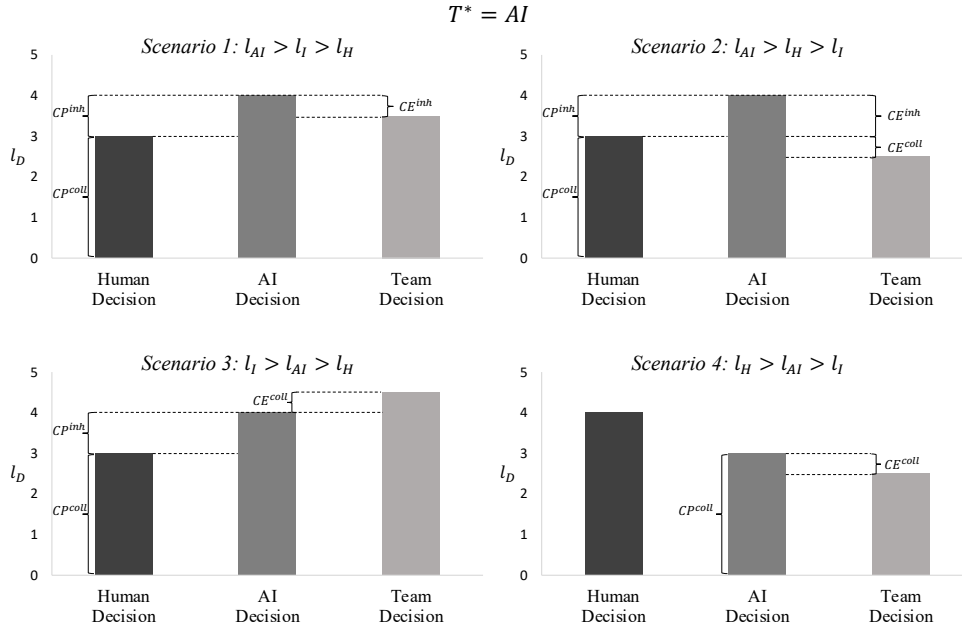 T* = AI
Scenario 1: l_AI > l_I > l_H
5
4
3
2
1
0
l_D
CP^inh
CP^coll
CE^inh
Human Decision
AI Decision
Team Decision
Scenario 2: l_AI > l_H > l_I
5
4
3
2
1
0
l_D
CP^inh
CP^coll
CE^inh
CE^coll
Human Decision
AI Decision
Team Decision
Scenario 3: l_I > l_AI > l_H
5
4
3
2
1
0
l_D
CP^inh
CP^coll
CE^coll
Human Decision
AI Decision
Team Decision
Scenario 4: l_H > l_AI > l_I
5
4
3
2
1
0
l_D
CP^coll
CE^coll
Human Decision
AI Decision
Team Decision